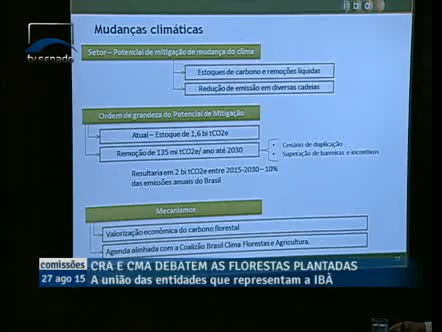 ibá
tvsenado
Mudanças climáticas
Setor – Potencial de mitigação de mudança do clima
Estoques de carbono e remoções líquidas
Redução de emissão em diversas cadeias
Ordem de grandeza do Potencial de Mitigação
Atual – Estoque de 1,6 bi tCO2e
Remoção de 135 mi tCO2e/ ano até 2030
• Cenário de duplicação
• Superação de barreiras e incentivos
Resultaria em 2 bi tCO2e entre 2015-2030 – 10%
das emissões anuais do Brasil
Mecanismos
Valorização econômica do carbono florestal
Agenda alinhada com a Coalizão Brasil Clima Florestas e Agricultura.
comissões
CRA E CMA DEBATEM AS FLORESTAS PLANTADAS
27 ago 15
A união das entidades que representam a IBÀ